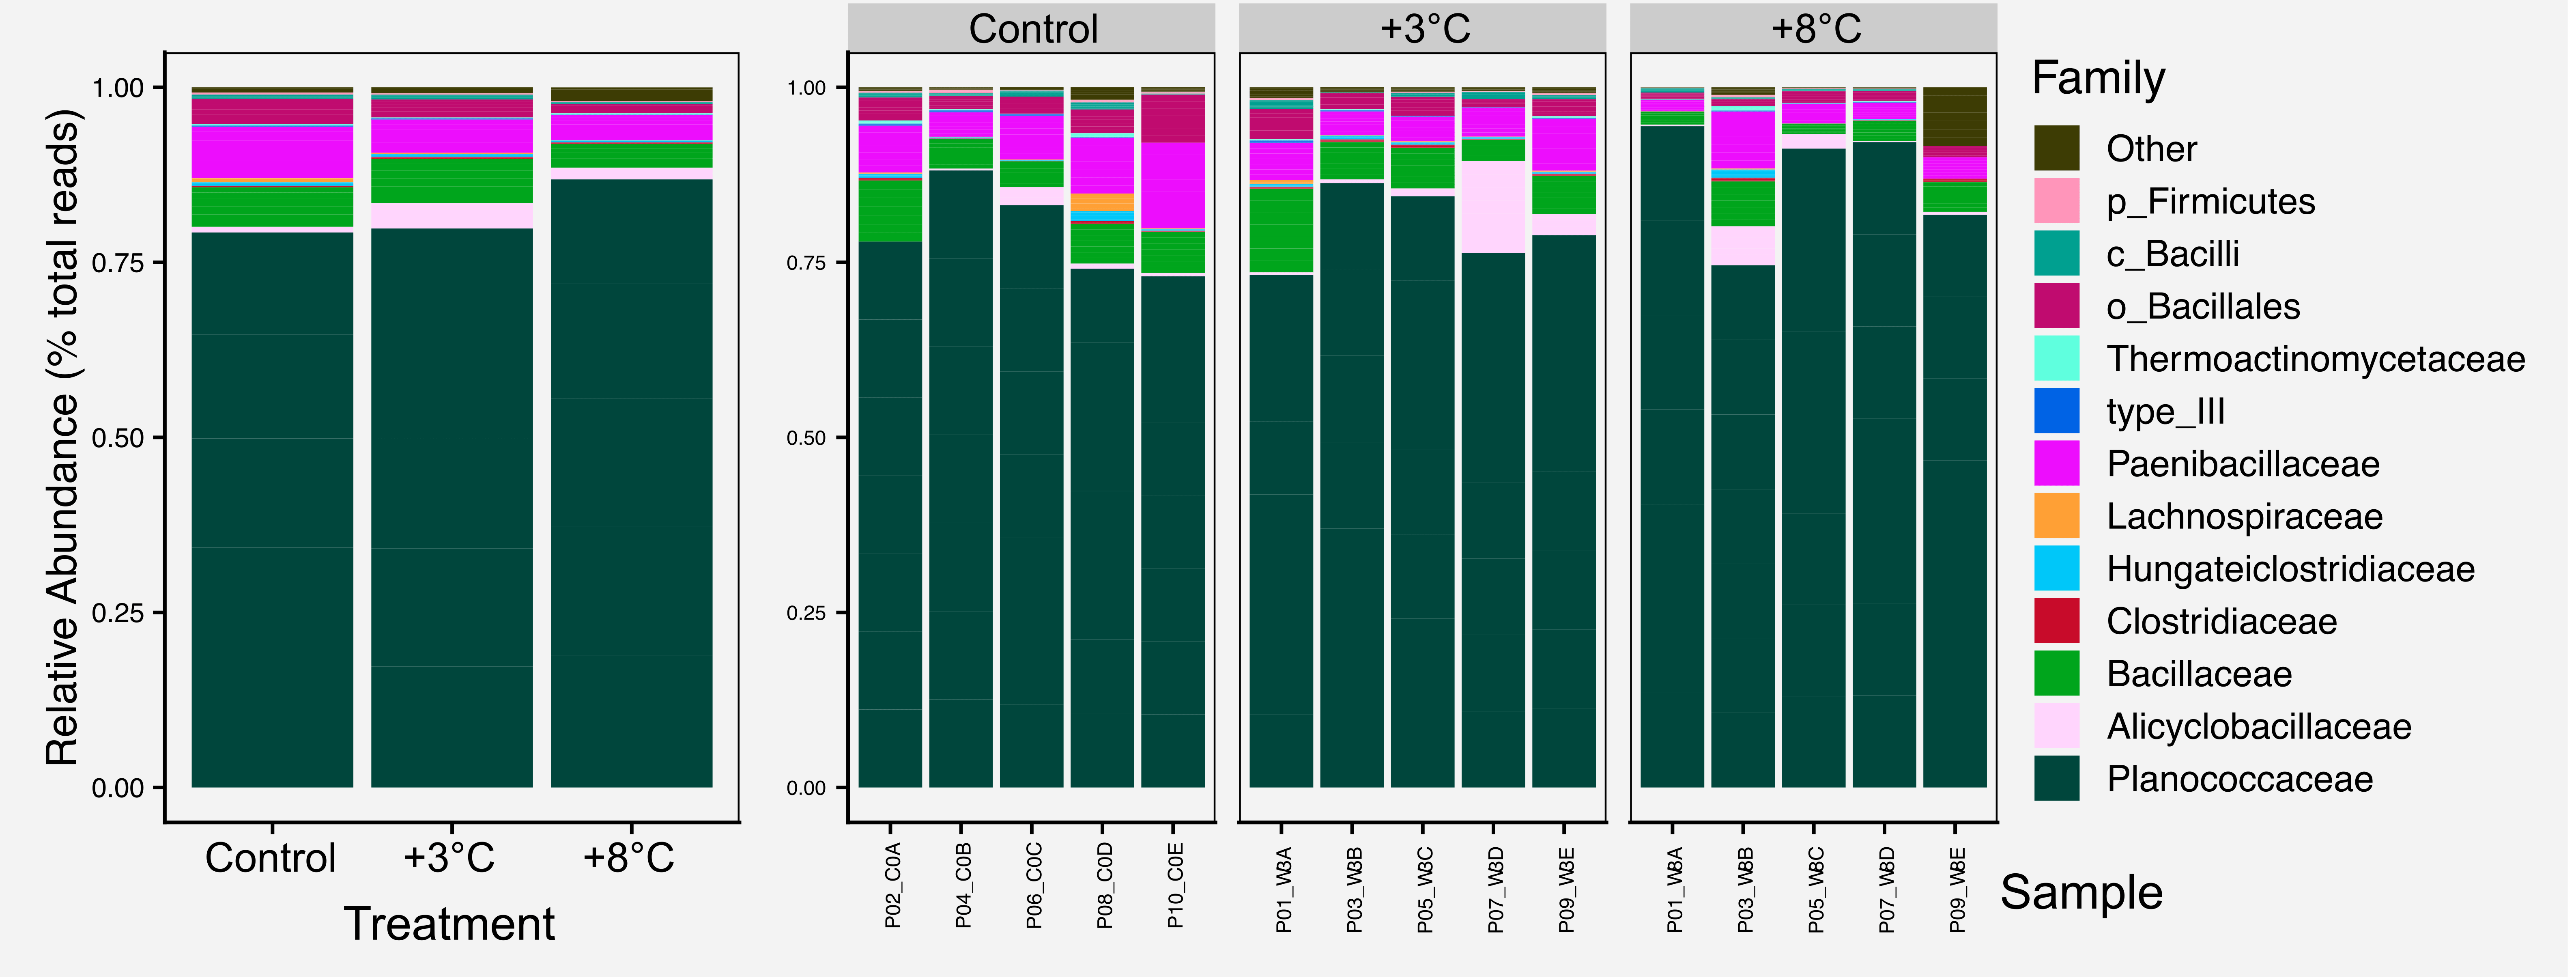 Relative Abundance (% total reads)
1.00
0.75
0.50
0.25
0.00
Control
+3°C
+8°C
Treatment
Control
+3°C
+8°C
1.00
0.75
0.50
0.25
0.00
P02_C0A
P04_C0B
P06_C0C
P08_C0D
P10_C0E
P01_W3A
P03_W3B
P05_W3C
P07_W3D
P09_W3E
P01_W8A
P03_W8B
P05_W8C
P07_W8D
P09_W8E
Sample
Family
Other
p_Firmicutes
c_Bacilli
o_Bacillales
Thermoactinomycetaceae
type_III
Paenibacillaceae
Lachnospiraceae
Hungateiclostridiaceae
Clostridiaceae
Bacillaceae
Alicyclobacillaceae
Planococcaceae